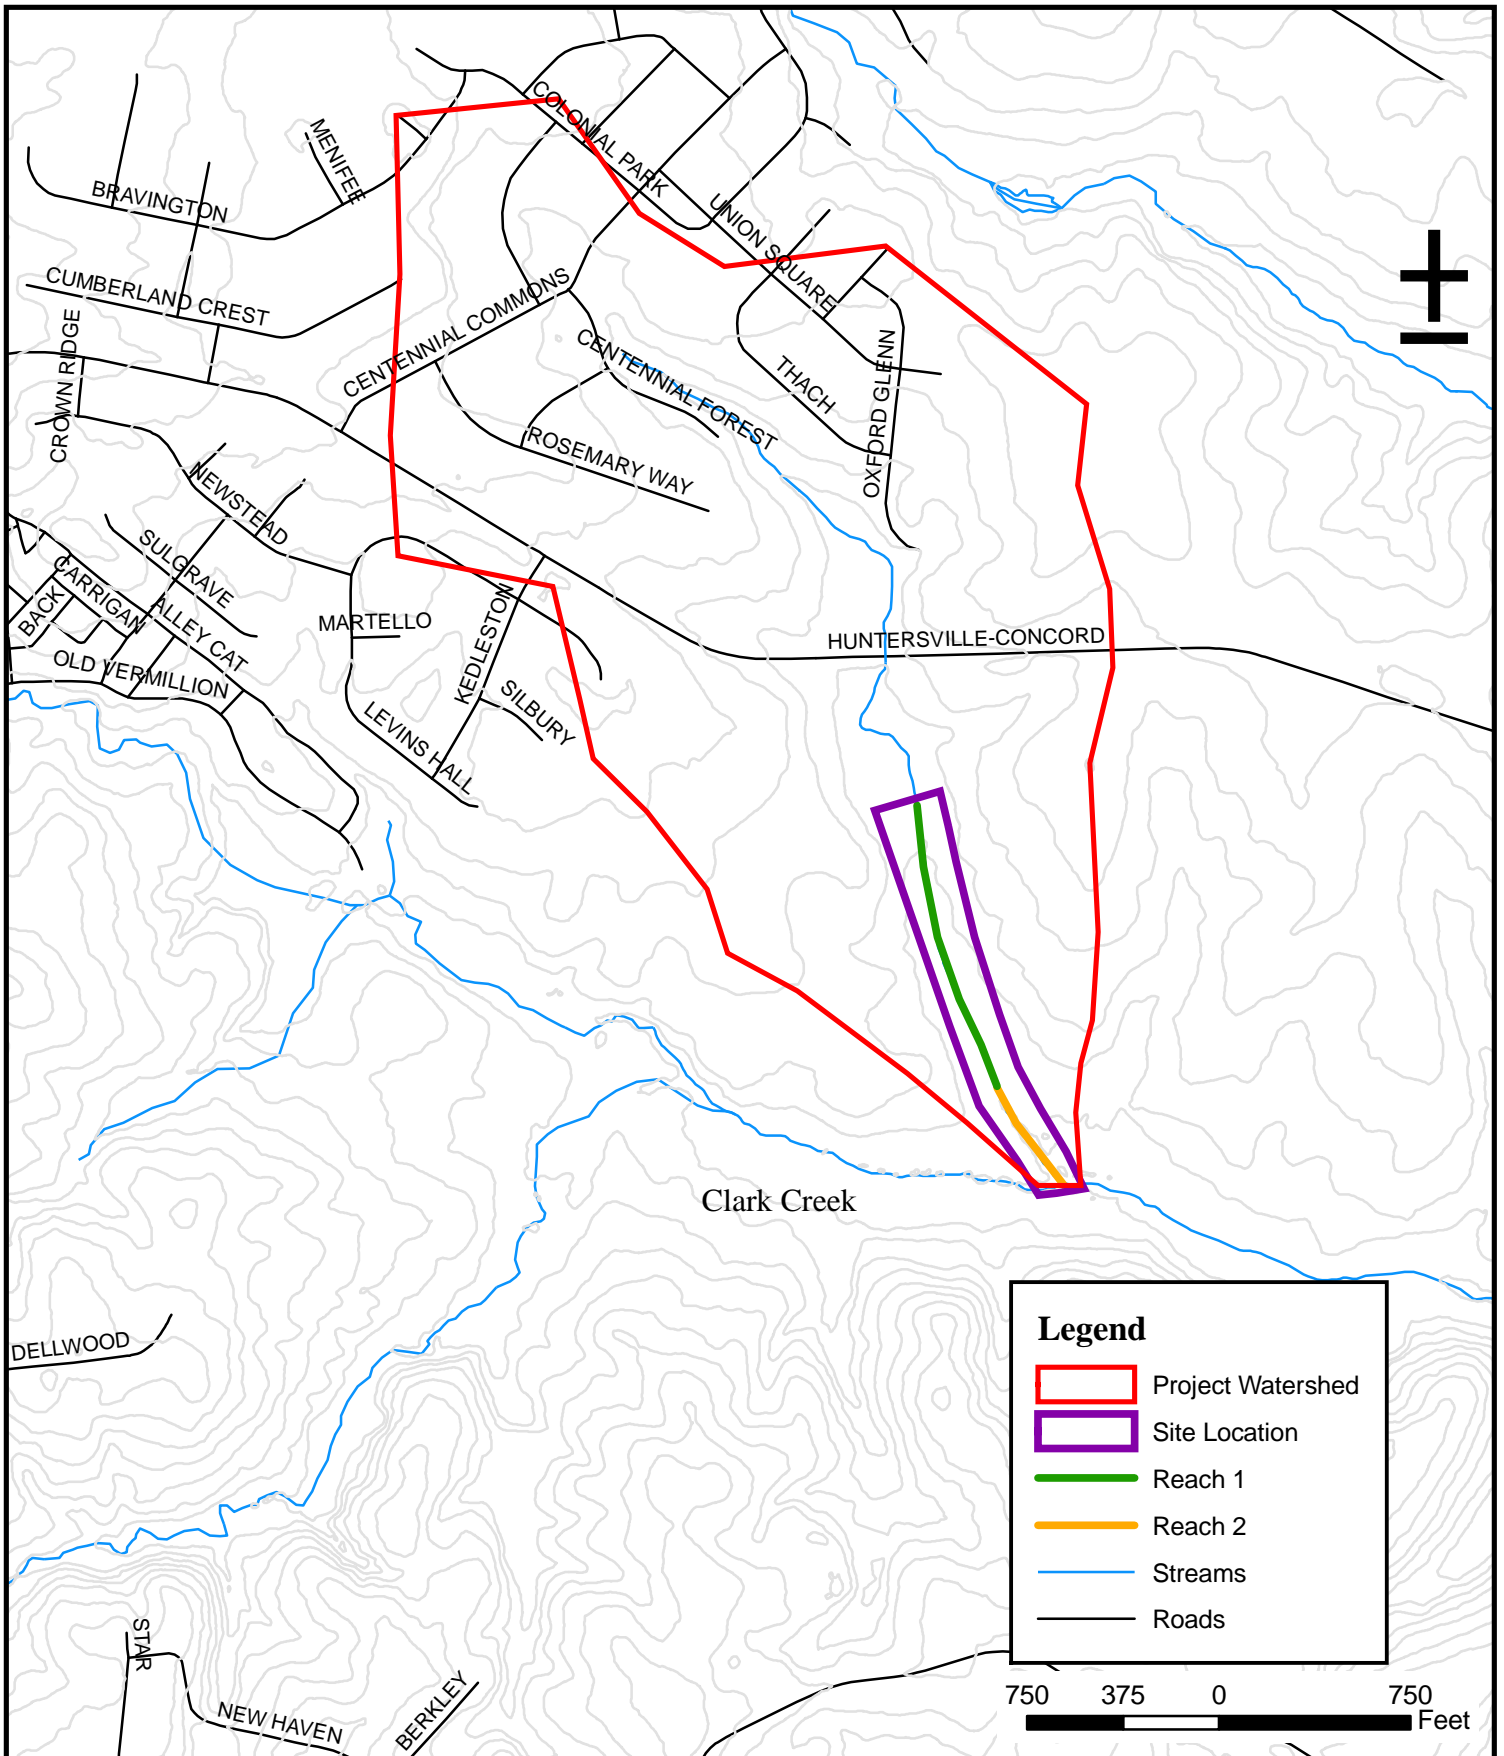 COLONIAL PARK
MENIFEE
BRAVINGTON
UNION SQUARE
CUMBERLAND CREST
CENTENNIAL COMMONS
CROWN RIDGE
CENTENNIAL FOREST
THACH
OXFORD GLENN
ROSEMARY WAY
NEWSTEAD
SULGRAVE
CARRIGAN
BACK
ALLEY CAT
MARTELLO
KEDLESTON
HUNTERSVILLE-CONCORD
OLD VERMILLION
SILBURY
LEVINS HALL
Clark Creek
DELLWOOD
Legend
Project Watershed
Site Location
Reach 1
Reach 2
Streams
Roads
STAR
NEW HAVEN
BERKLEY
750 375 0 750
Feet